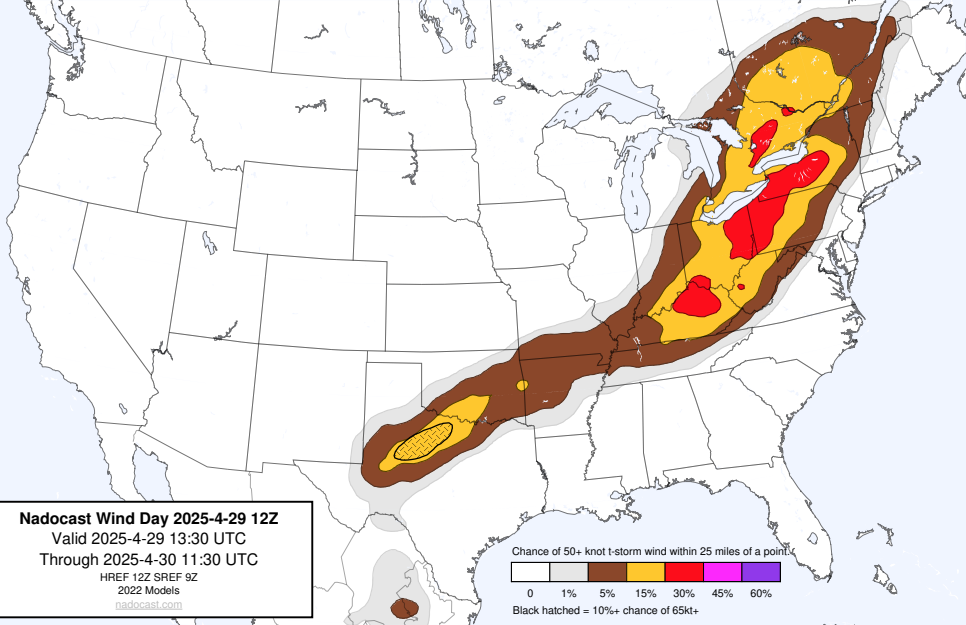 Nadocast Wind Day 2025-4-29 12Z
Valid 2025-4-29 13:30 UTC
Through 2025-4-30 11:30 UTC
HREF 12Z SREF 9Z
2022 Models
nadocast.com
Chance of 50+ knot t-storm wind within 25 miles of a point.
0 1% 5% 15% 30% 45% 60%
Black hatched = 10%+ chance of 65kt+